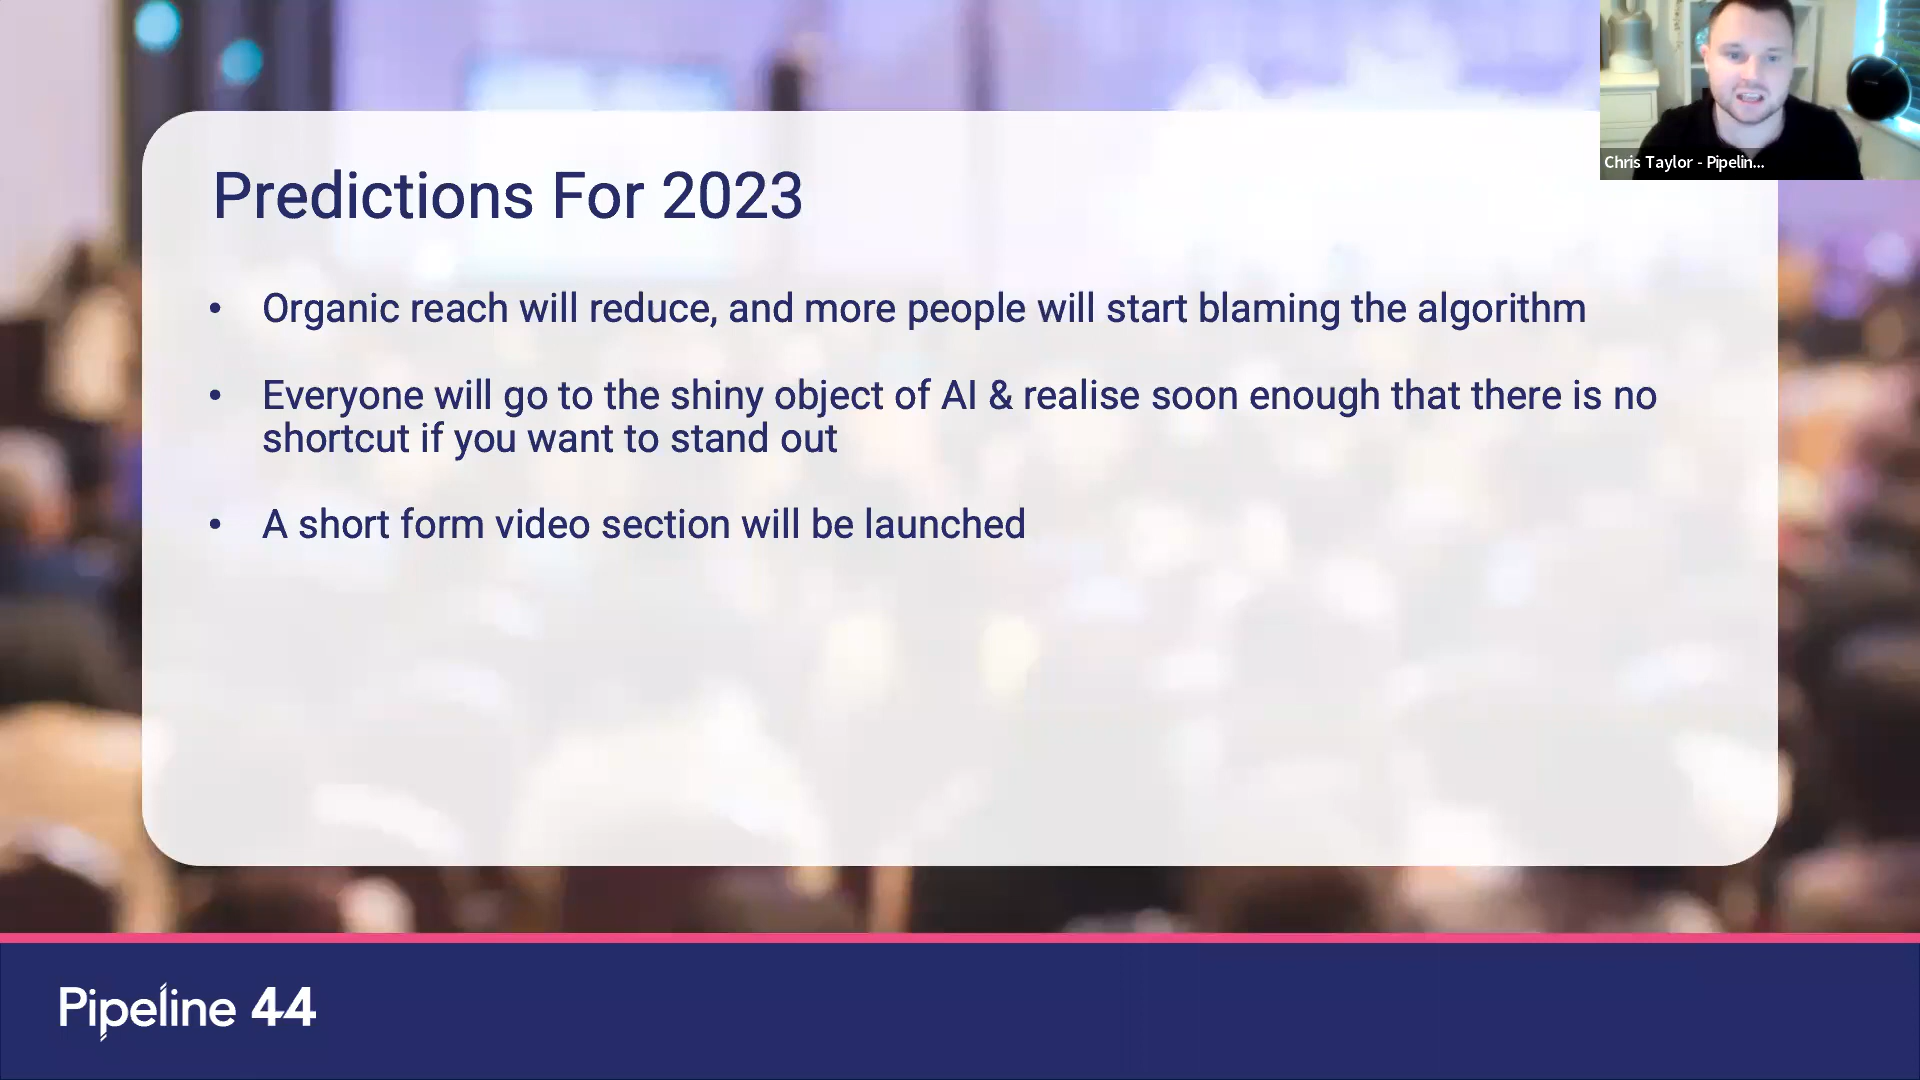 Chris Taylor - Pipelin...
Predictions For 2023
• Organic reach will reduce, and more people will start blaming the algorithm
• Everyone will go to the shiny object of AI & realise soon enough that there is no
shortcut if you want to stand out
• A short form video section will be launched
Pipeline 44